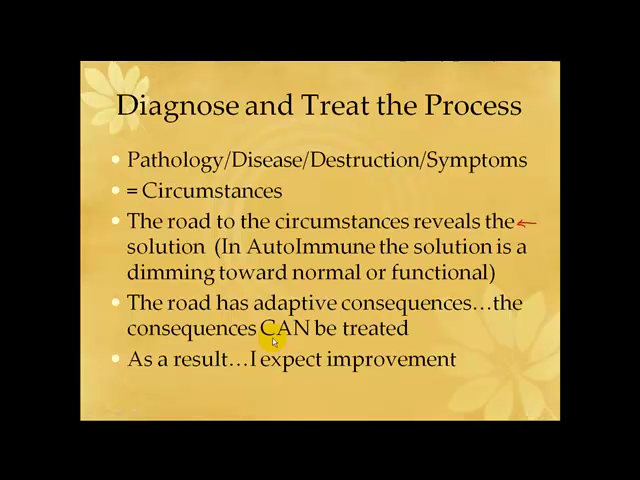 Diagnose and Treat the Process
• Pathology/Disease/Destruction/Symptoms
• = Circumstances
• The road to the circumstances reveals the
solution (In AutoImmune the solution is a
dimming toward normal or functional)
• The road has adaptive consequences…the
consequences CAN be treated
• As a result…I expect improvement